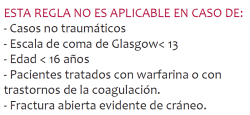 ESTA REGLA NO ES APLICABLE EN CASO DE:
- Casos no traumáticos
- Escala de coma de Glasgow< 13
- Edad < 16 años
- Pacientes tratados con warfarina o con
trastornos de la coagulación.
- Fractura abierta evidente de cráneo.